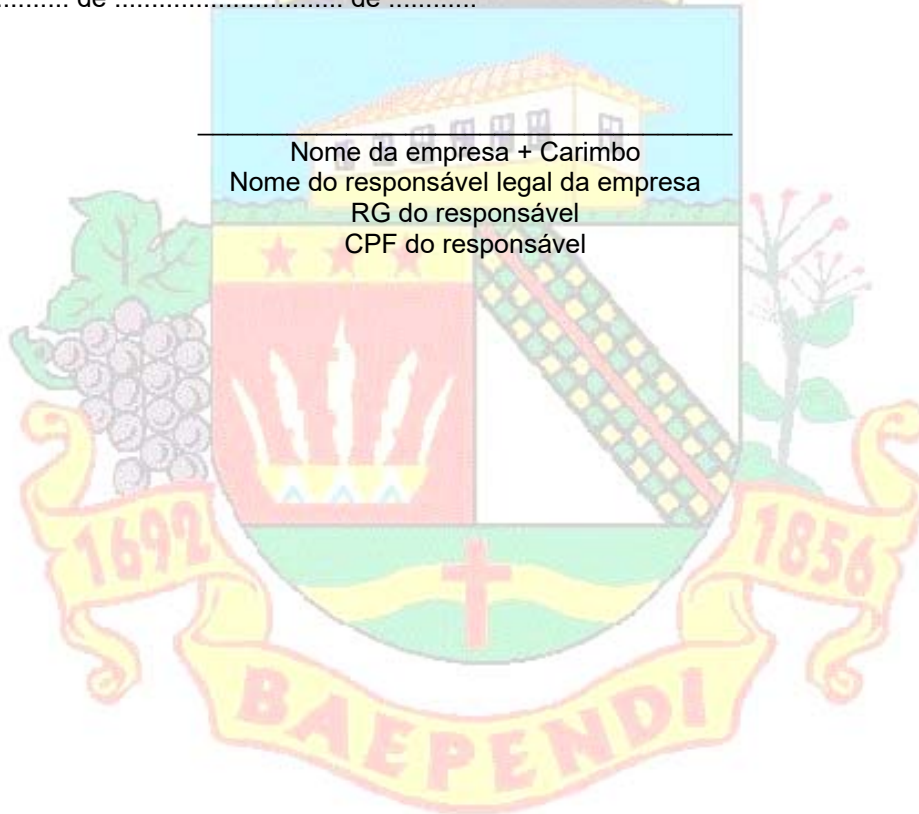 .......... de .............................. de ............
Nome da empresa + Carimbo
Nome do responsável legal da empresa
RG do responsável
CPF do responsável
1692
1856
BAEPENDI